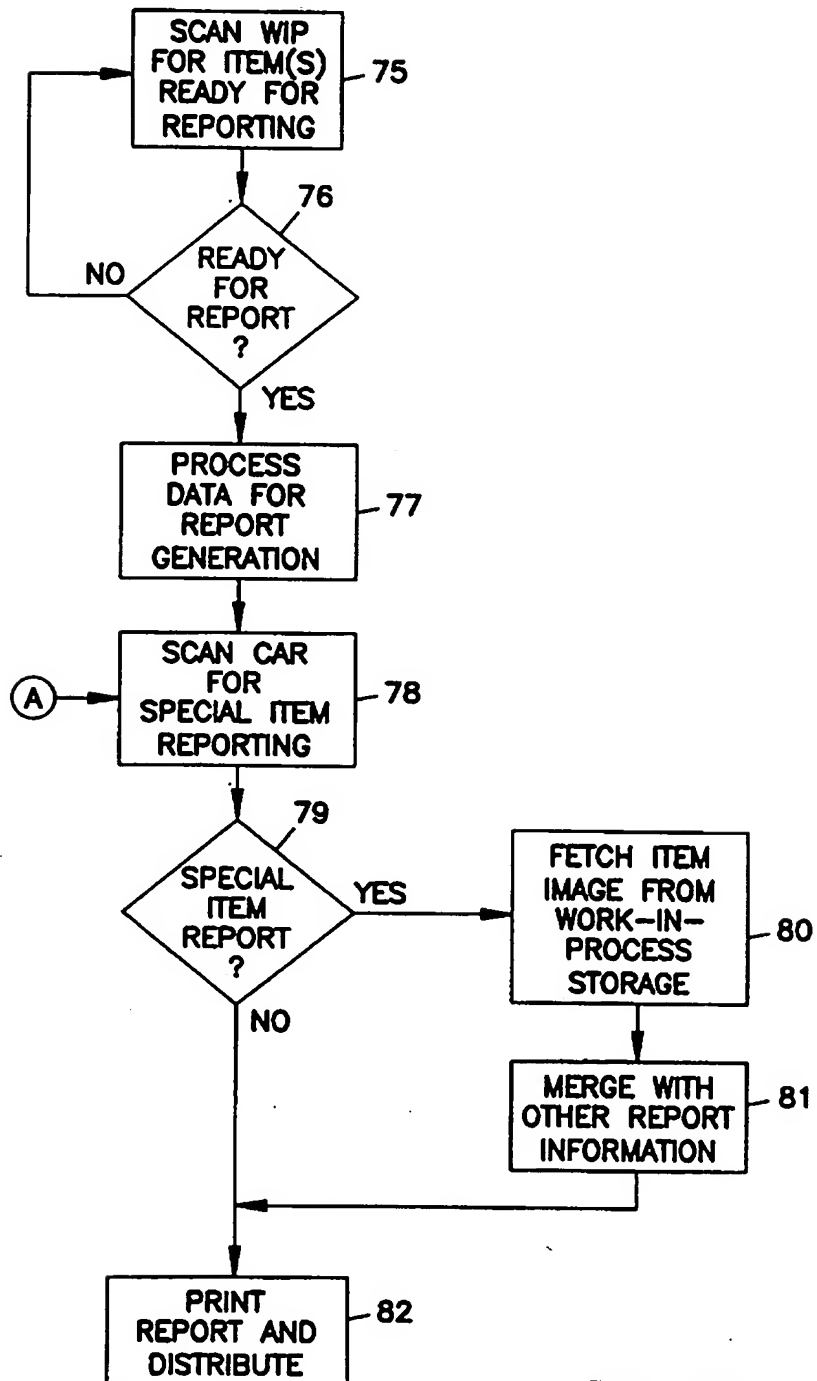 SCAN WIP
FOR ITEM(S)
READY FOR
REPORTING
75
76
READY
FOR
REPORT
?
NO
YES
PROCESS
DATA FOR
REPORT
GENERATION
77
A
SCAN CAR
FOR
SPECIAL ITEM
REPORTING
78
79
SPECIAL
ITEM
REPORT
?
YES
NO
FETCH ITEM
IMAGE FROM
WORK-IN-
PROCESS
STORAGE
80
MERGE WITH
OTHER REPORT
INFORMATION
81
PRINT
REPORT AND
DISTRIBUTE
82